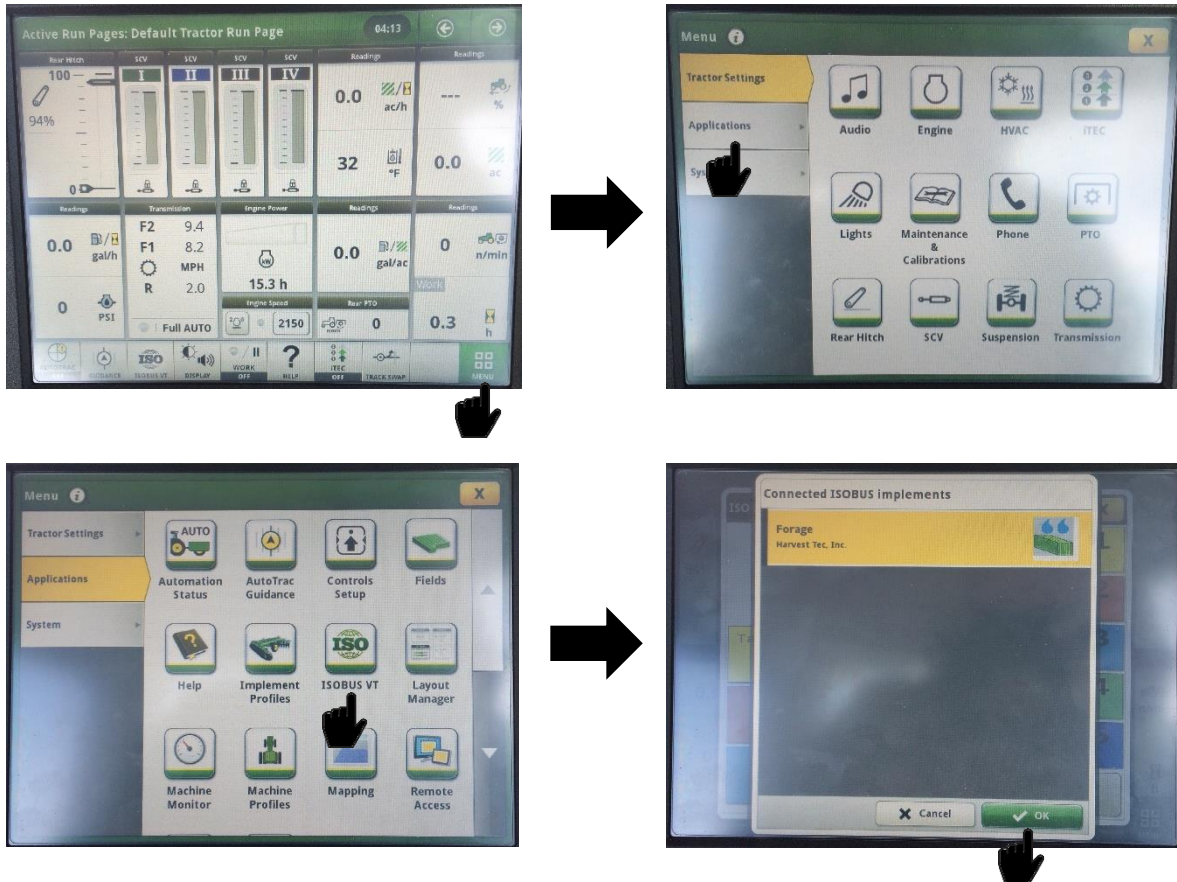 Active Run Pages: Default Tractor Run Page
04:13
Rear Hitch
SCV
SCV
SCV
SCV
Readings
Readings
100
I
II
III
IV
94%
0
0.0
ac/h
---
%
32
°F
0.0
ac
Readings
Transmission
Engine Power
Readings
Readings
0.0
gal/h
F2 9.4
F1 8.2
MPH
R 2.0
Full AUTO
kW
15.3 h
0.0
gal/ac
0
n/min
Work
0
PSI
Engine Speed
2150
Rear PTO
0
0.3
h
AUTOTRAC
GUIDANCE
ISO
ISOBUS VT
DISPLAY
WORK
OFF
?
HELP
iTEC
OFF
TRACK SWAP
MENU
Menu
X
Tractor Settings
Applications
Audio
Engine
HVAC
iTEC
Lights
Maintenance
&
Calibrations
Phone
PTO
Rear Hitch
SCV
Suspension
Transmission
Menu
X
Tractor Settings
Applications
System
AUTO
Automation
Status
AutoTrac
Guidance
Controls
Setup
Fields
Help
Implement
Profiles
ISO
ISOBUS VT
Layout
Manager
Machine
Monitor
Machine
Profiles
Mapping
Remote
Access
Connected ISOBUS implements
Forage
Harvest Tec, Inc.
Cancel
OK